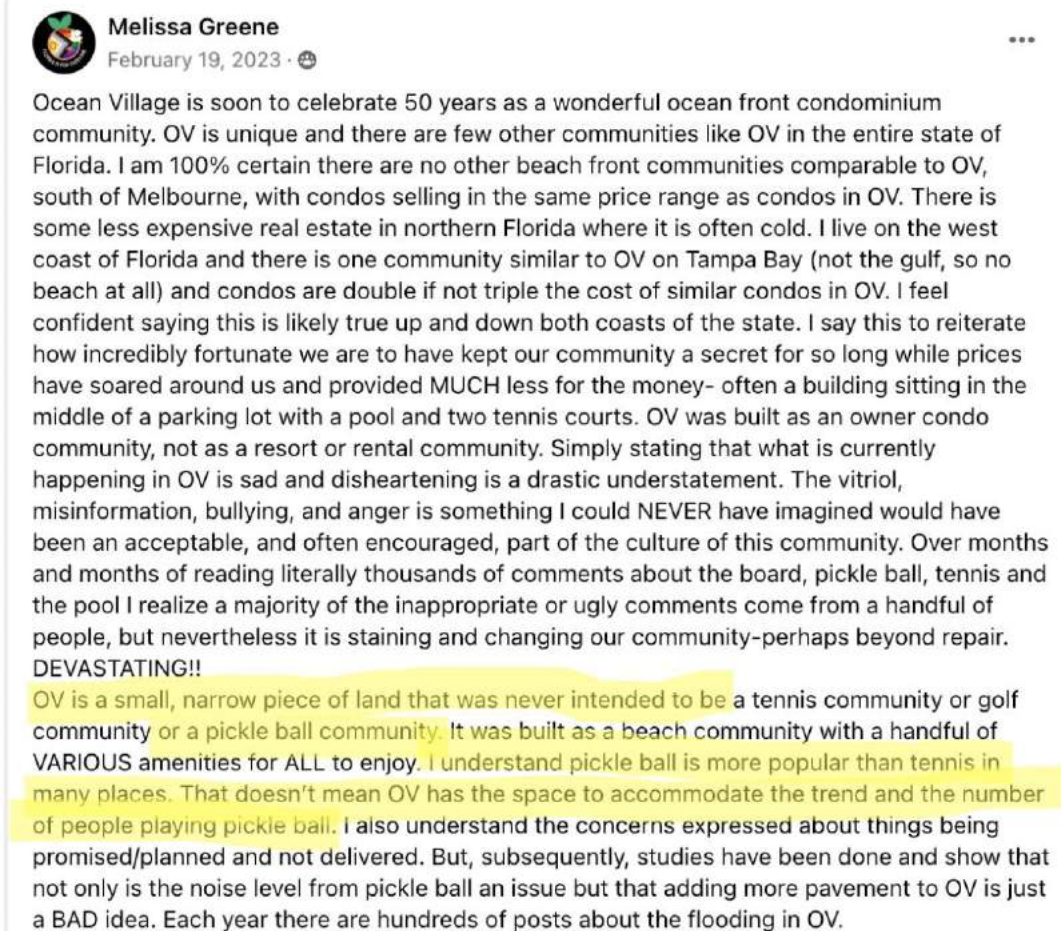 Melissa Greene
February 19, 2023 ·
Ocean Village is soon to celebrate 50 years as a wonderful ocean front condominium
community. OV is unique and there are few other communities like OV in the entire state of
Florida. I am 100% certain there are no other beach front communities comparable to OV,
south of Melbourne, with condos selling in the same price range as condos in OV. There is
some less expensive real estate in northern Florida where it is often cold. I live on the west
coast of Florida and there is one community similar to OV on Tampa Bay (not the gulf, so no
beach at all) and condos are double if not triple the cost of similar condos in OV. I feel
confident saying this is likely true up and down both coasts of the state. I say this to reiterate
how incredibly fortunate we are to have kept our community a secret for so long while prices
have soared around us and provided MUCH less for the money- often a building sitting in the
middle of a parking lot with a pool and two tennis courts. OV was built as an owner condo
community, not as a resort or rental community. Simply stating that what is currently
happening in OV is sad and disheartening is a drastic understatement. The vitriol,
misinformation, bullying, and anger is something I could NEVER have imagined would have
been an acceptable, and often encouraged, part of the culture of this community. Over months
and months of reading literally thousands of comments about the board, pickle ball, tennis and
the pool I realize a majority of the inappropriate or ugly comments come from a handful of
people, but nevertheless it is staining and changing our community-perhaps beyond repair.
DEVASTATING!!
OV is a small, narrow piece of land that was never intended to be a tennis community or golf
community or a pickle ball community. It was built as a beach community with a handful of
VARIOUS amenities for ALL to enjoy. I understand pickle ball is more popular than tennis in
many places. That doesn't mean OV has the space to accommodate the trend and the number
of people playing pickle ball. I also understand the concerns expressed about things being
promised/planned and not delivered. But, subsequently, studies have been done and show that
not only is the noise level from pickle ball an issue but that adding more pavement to OV is just
a BAD idea. Each year there are hundreds of posts about the flooding in OV.